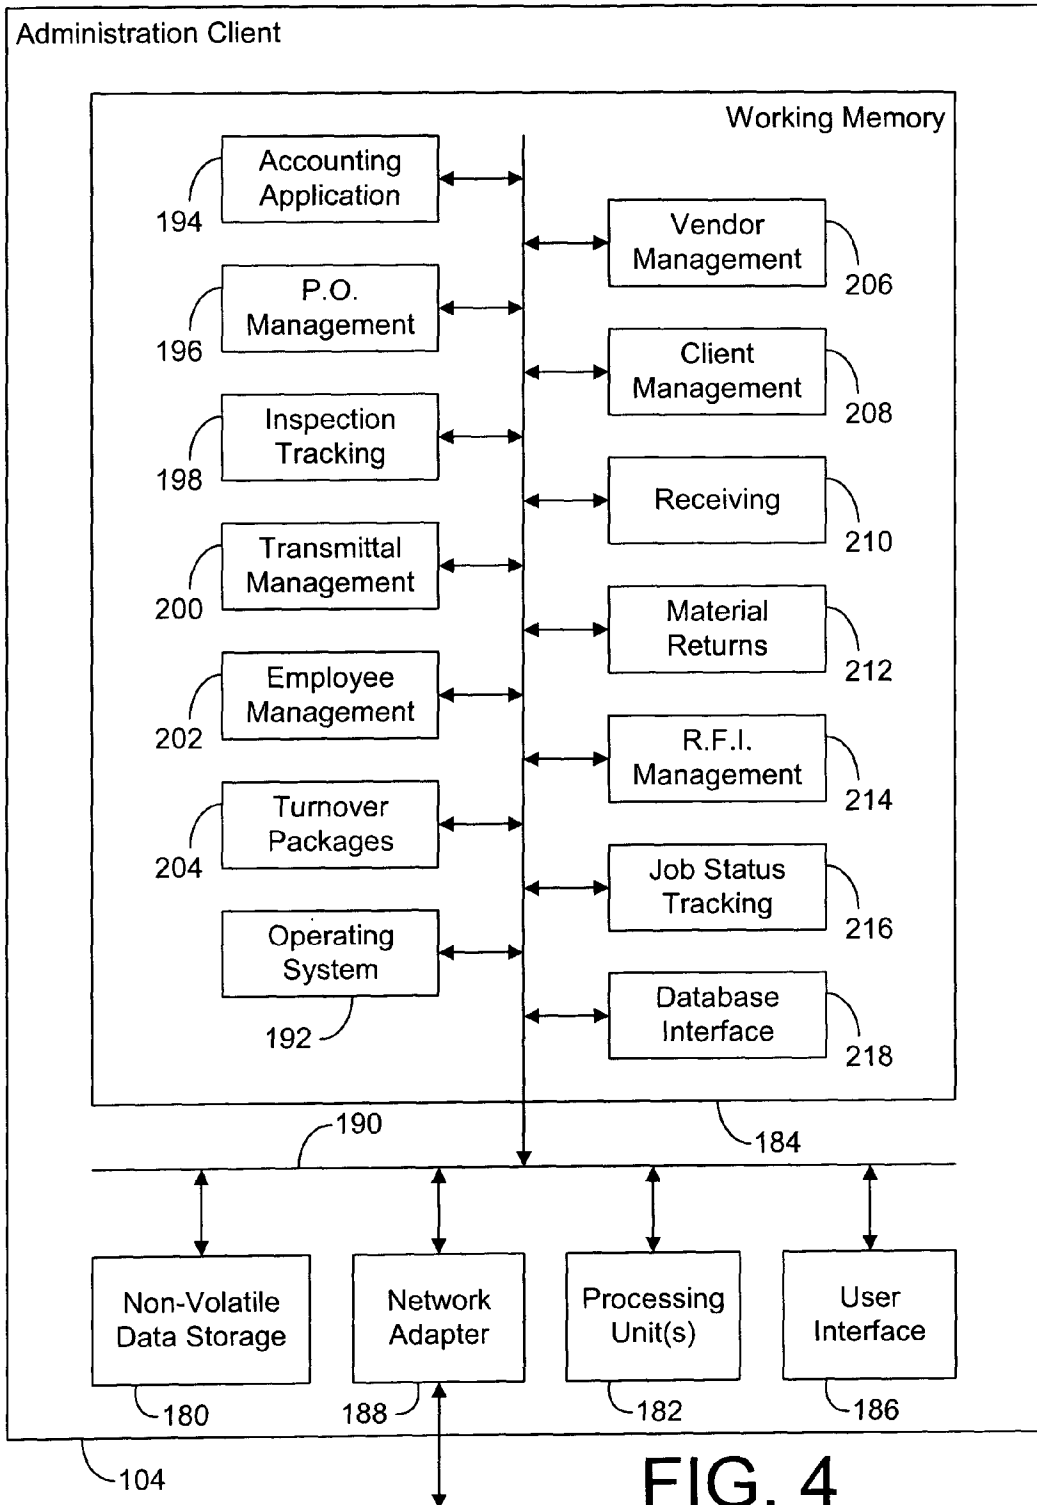 Administration Client
Working Memory
Accounting
Application
194
Vendor
Management
206
P.O.
Management
196
Client
Management
208
Inspection
Tracking
198
Receiving
210
Transmittal
Management
200
Material
Returns
212
Employee
Management
202
R.F.I.
Management
214
Turnover
Packages
204
Job Status
Tracking
216
Operating
System
192
Database
Interface
218
190
184
Non-Volatile
Data Storage
180
Network
Adapter
188
Processing
Unit(s)
182
User
Interface
186
104
FIG. 4